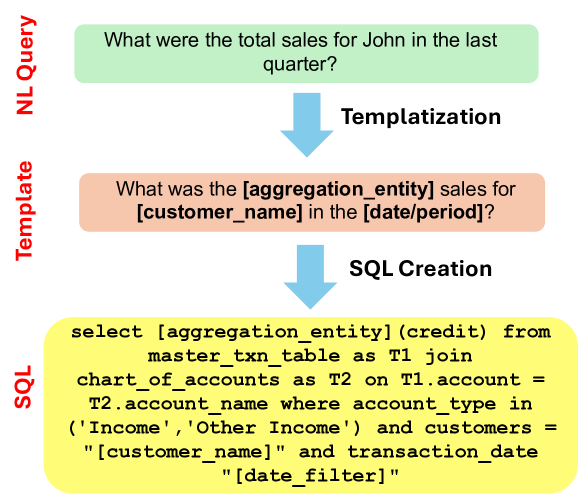 NL Query
What were the total sales for John in the last
quarter?
Templatization
Template
What was the [aggregation_entity] sales for
[customer_name] in the [date/period]?
SQL Creation
SQL
select [aggregation_entity](credit) from
master_txn_table as T1 join
chart_of_accounts as T2 on T1.account =
T2.account_name where account_type in
('Income','Other Income') and customers =
"[customer_name]" and transaction_date
"[date_filter]"